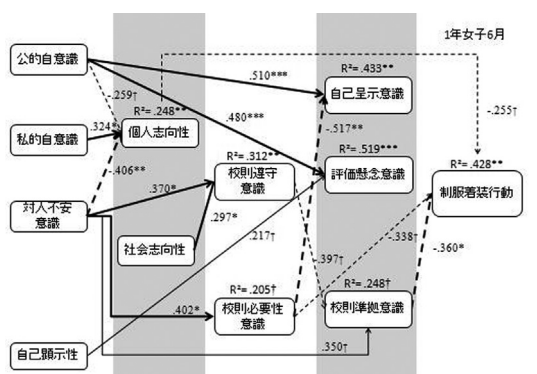 1年女子6月
公的自意識
.510***
R²= .433**
自己呈示意識
-.259†
R²= .248**
個人志向性
.480***
-.517**
-.255†
私的自意識
.324*
R²= .312**
校則遵守
意識
R²= .519***
評価懸念意識
R²= .428**
制服着装行動
-.406**
.370*
対人不安
意識
.297*
社会志向性
.217†
-.338†
-.360*
-.397†
R²= .205†
校則必要性
意識
R²= .248†
校則準拠意識
.402*
自己顕示性
.350†